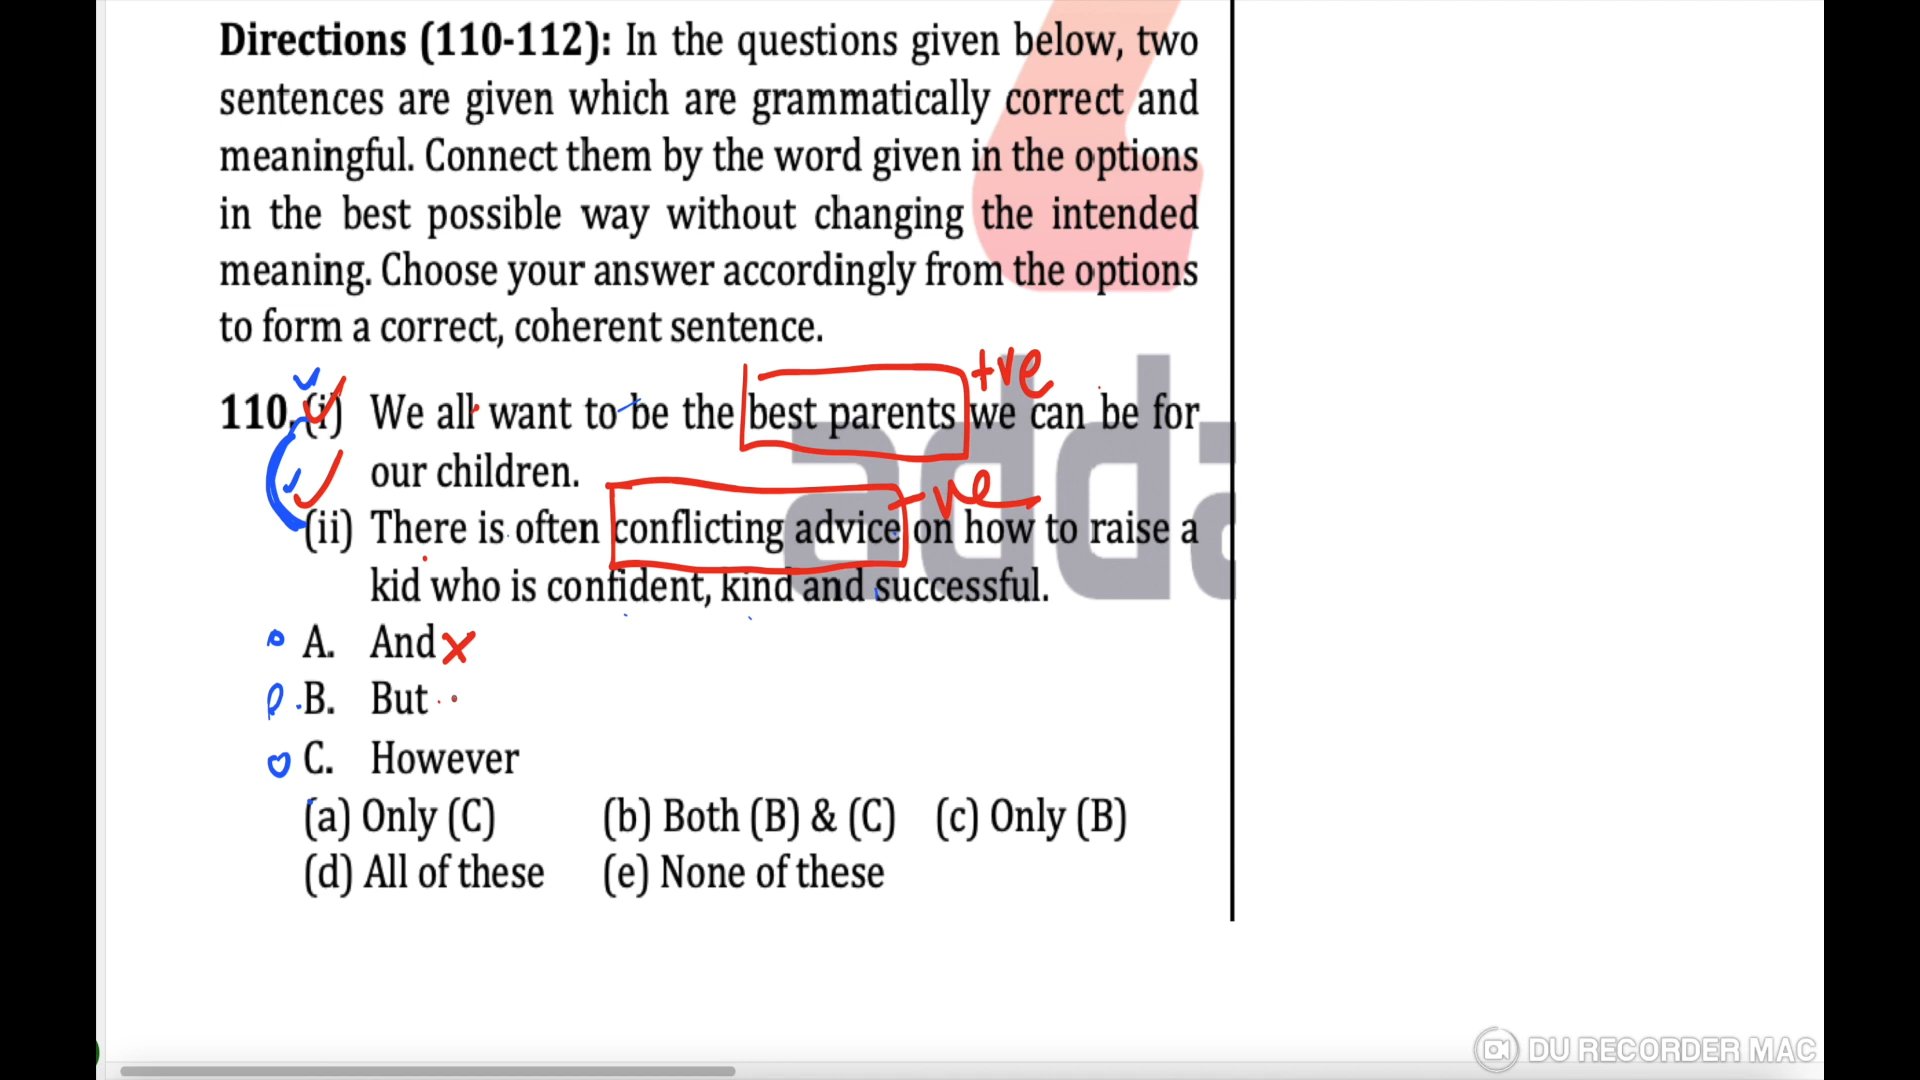 Directions (110-112): In the questions given below, two
sentences are given which are grammatically correct and
meaningful. Connect them by the word given in the options
in the best possible way without changing the intended
meaning. Choose your answer accordingly from the options
to form a correct, coherent sentence.
+ve
110. (i) We all want to be the best parents we can be for
our children.
-ve
(ii) There is often conflicting advice on how to raise a
kid who is confident, kind and successful.
A. And
B. But
C. However
(a) Only (C) (b) Both (B) & (C) (c) Only (B)
(d) All of these (e) None of these
adda
DU RECORDER MAC